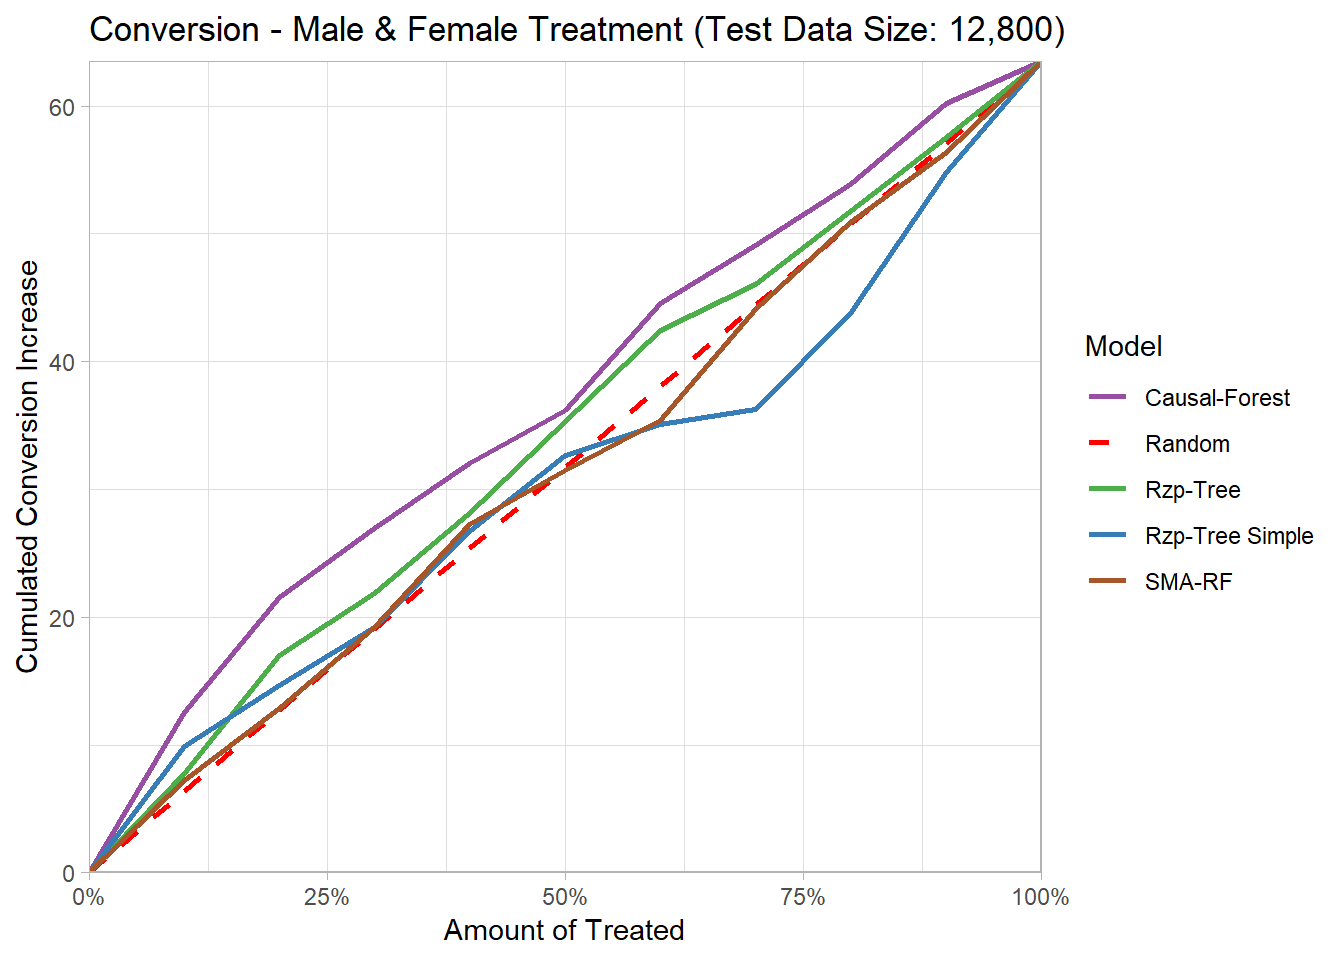 Conversion - Male & Female Treatment (Test Data Size: 12,800)
Cumulated Conversion Increase
60
40
20
0
0% 25% 50% 75% 100%
Amount of Treated
Model
Causal-Forest
Random
Rzp-Tree
Rzp-Tree Simple
SMA-RF